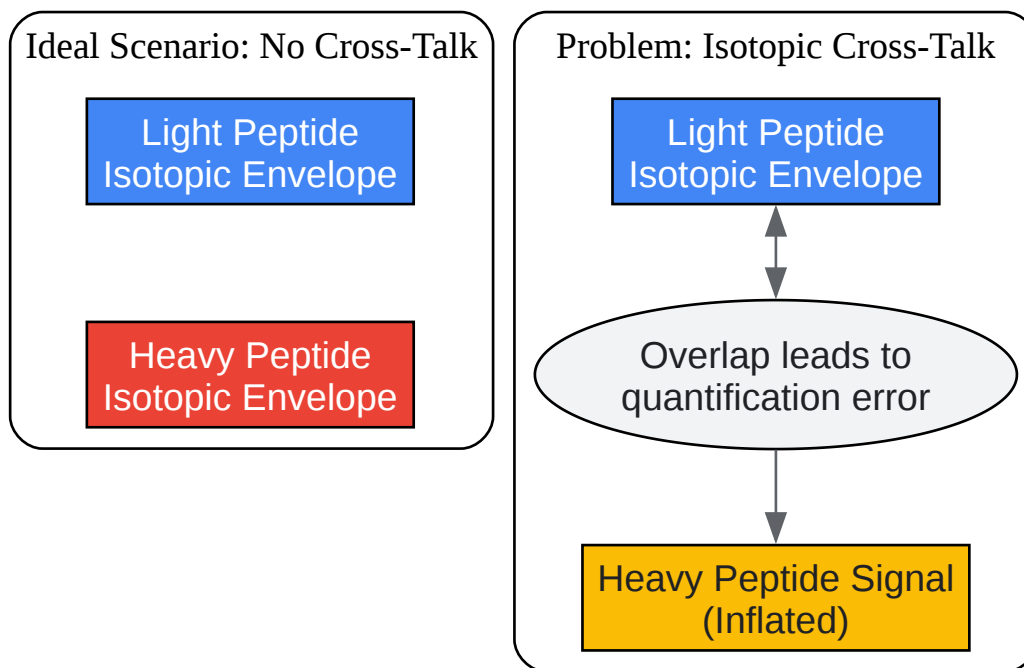 Ideal Scenario: No Cross-Talk
Light Peptide
Isotopic Envelope
Heavy Peptide
Isotopic Envelope
Problem: Isotopic Cross-Talk
Light Peptide
Isotopic Envelope
Overlap leads to
quantification error
Heavy Peptide Signal
(Inflated)